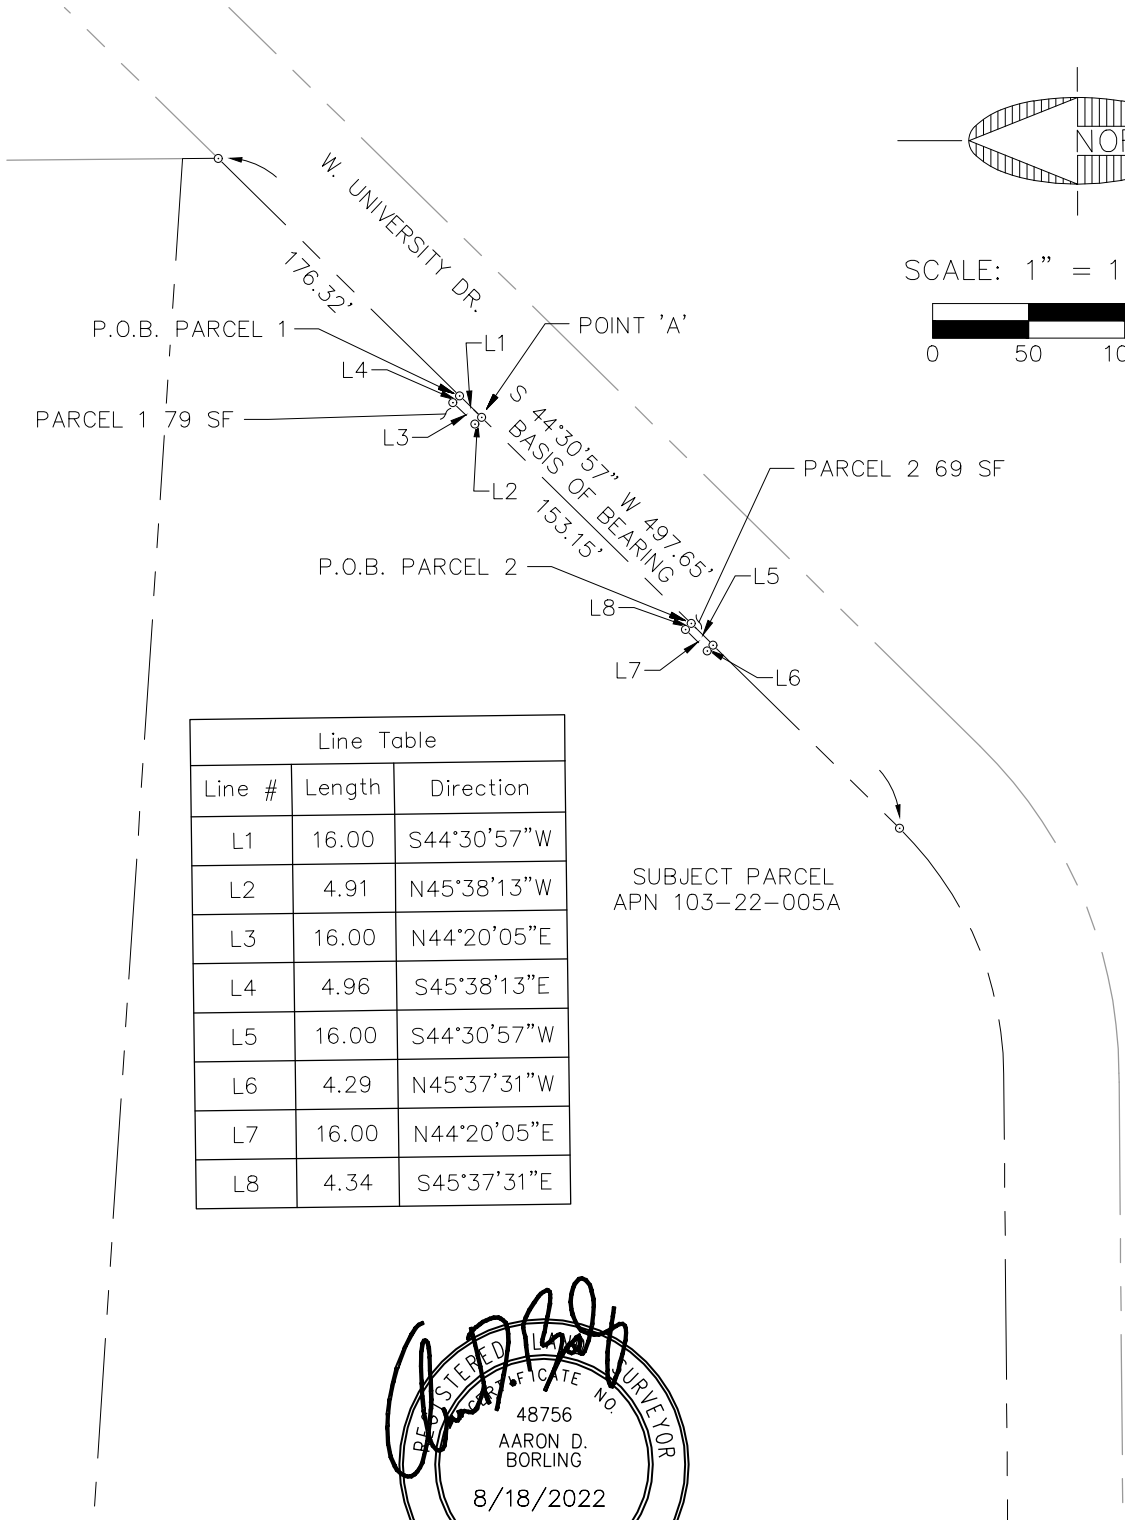 W. UNIVERSITY DR.
NOR
SCALE: 1" = 1
0 50 10
176.32'
P.O.B. PARCEL 1
POINT 'A'
L1
L4
PARCEL 1 79 SF
L3
L2
S 44°30'57" W 497.65'
BASIS OF BEARING
153.15'
PARCEL 2 69 SF
P.O.B. PARCEL 2
L5
L8
L7
L6
Line Table
Line # Length Direction
L1 16.00 S44°30'57"W
L2 4.91 N45°38'13"W
L3 16.00 N44°20'05"E
L4 4.96 S45°38'13"E
L5 16.00 S44°30'57"W
L6 4.29 N45°37'31"W
L7 16.00 N44°20'05"E
L8 4.34 S45°37'31"E
SUBJECT PARCEL
APN 103-22-005A
REGISTERED LAND SURVEYOR
CERTIFICATE NO.
48756
AARON D.
BORLING
8/18/2022